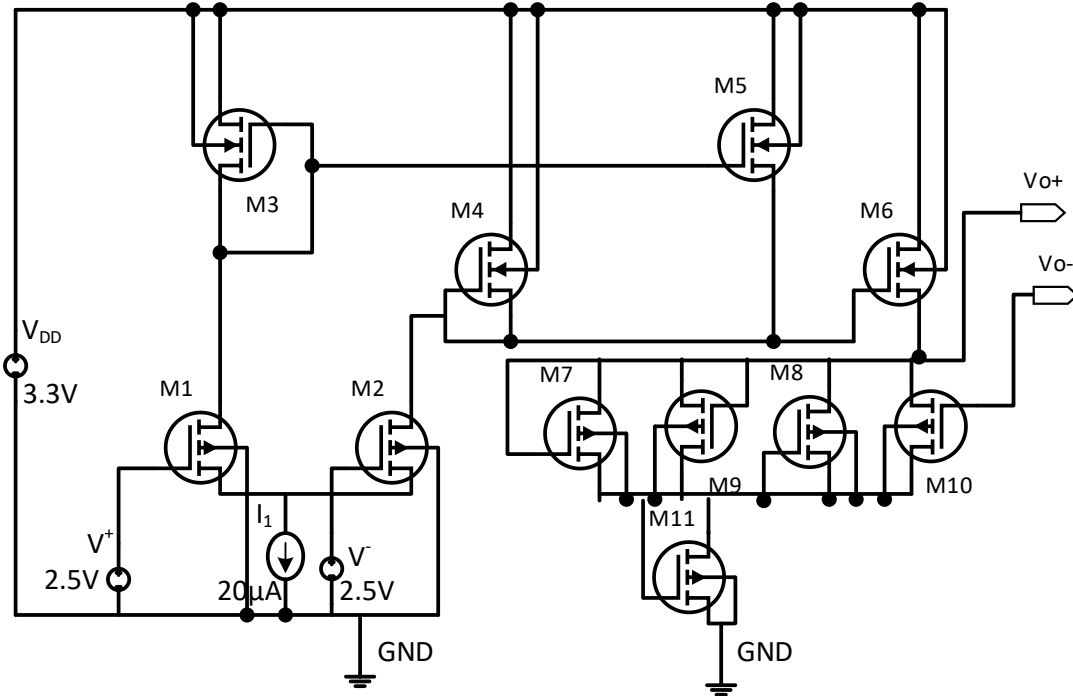 M5
Vo+
M3
M4
M6
Vo-
V_DD
3.3V
M1
M2
M7
M8
M9
M10
I₁
M11
V⁺
V⁻
2.5V
20µA
2.5V
GND
GND